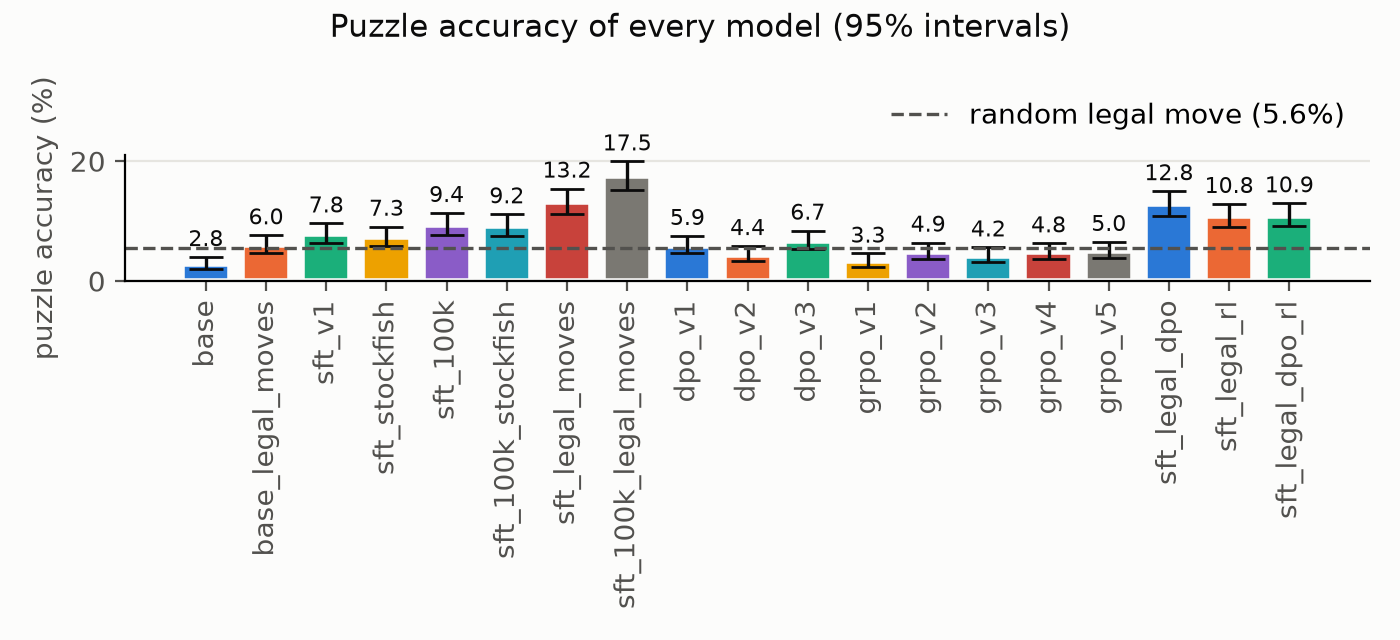 Puzzle accuracy of every model (95% intervals)
random legal move (5.6%)
puzzle accuracy (%)
20
0
2.8
6.0
7.8
7.3
9.4
9.2
13.2
17.5
5.9
4.4
6.7
3.3
4.9
4.2
4.8
5.0
12.8
10.8
10.9
base
base_legal_moves
sft_v1
sft_stockfish
sft_100k
sft_100k_stockfish
sft_legal_moves
sft_100k_legal_moves
dpo_v1
dpo_v2
dpo_v3
grpo_v1
grpo_v2
grpo_v3
grpo_v4
grpo_v5
sft_legal_dpo
sft_legal_rl
sft_legal_dpo_rl